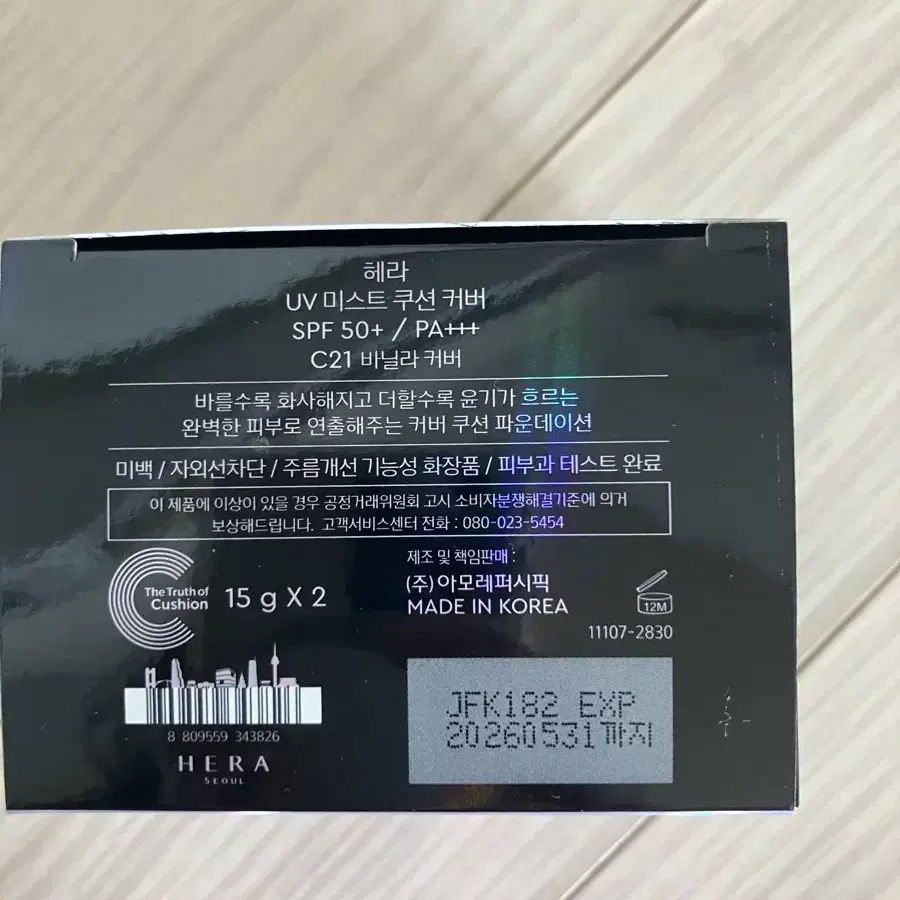 헤라
UV 미스트 쿠션 커버
SPF 50+ / PA+++
C21 바닐라 커버
바를수록 화사해지고 더할수록 윤기가 흐르는
완벽한 피부로 연출해주는 커버 쿠션 파운데이션
미백 / 자외선차단 / 주름개선 기능성 화장품 / 피부과 테스트 완료
이 제품에 이상이 있을 경우 공정거래위원회 고시 소비자분쟁해결기준에 의거
보상해드립니다. 고객서비스센터 전화 : 080-023-5454
The Truth of
Cushion
15 g X 2
제조 및 책임판매 :
(주)아모레퍼시픽
MADE IN KOREA
12M
11107-2830
8 809559 343826
HERA
SEOUL
JFK182 EXP
20260531까지